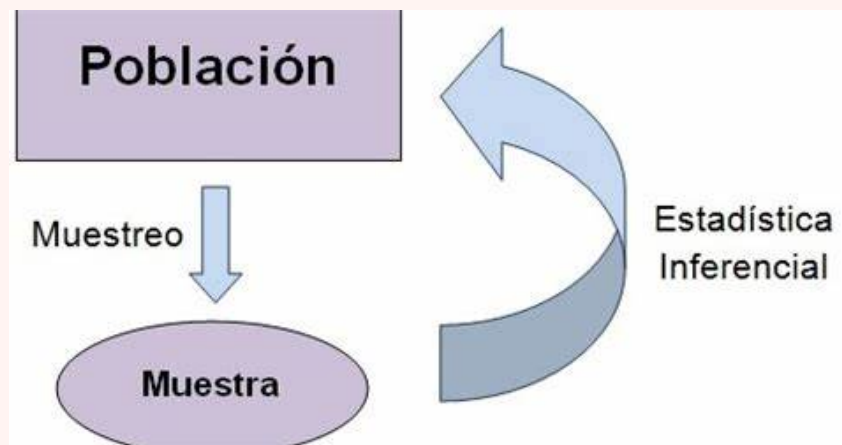 Población
Muestreo
Estadística
Inferencial
Muestra